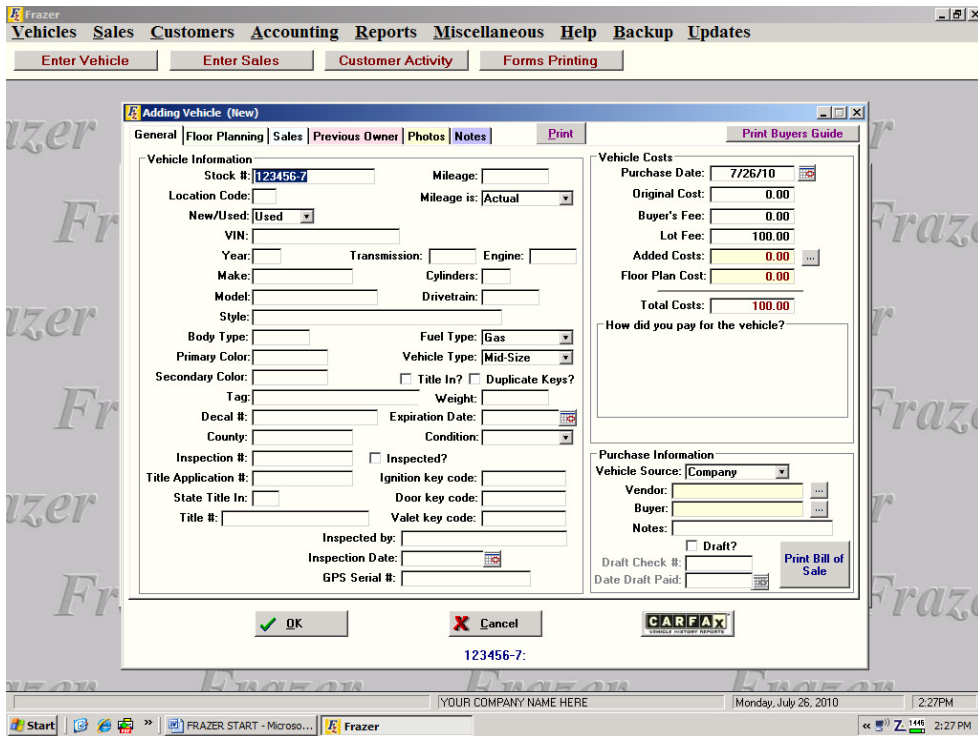 Frazer
Vehicles Sales Customers Accounting Reports Miscellaneous Help Backup Updates
Enter Vehicle Enter Sales Customer Activity Forms Printing
Adding Vehicle (New)
General Floor Planning Sales Previous Owner Photos Notes Print Print Buyers Guide
Vehicle Information
Stock #: 123456-7 Mileage:
Location Code: Mileage is: Actual
New/Used: Used
VIN:
Year: Transmission: Engine:
Make: Cylinders:
Model: Drivetrain:
Style:
Body Type: Fuel Type: Gas
Primary Color: Vehicle Type: Mid-Size
Secondary Color: Title In? Duplicate Keys?
Tag: Weight:
Decal #: Expiration Date:
County: Condition:
Inspection #: Inspected?
Title Application #: Ignition key code:
State Title In: Door key code:
Title #: Valet key code:
Inspected by:
Inspection Date:
GPS Serial #:
Vehicle Costs
Purchase Date: 7/26/10
Original Cost: 0.00
Buyer's Fee: 0.00
Lot Fee: 100.00
Added Costs: 0.00 ...
Floor Plan Cost: 0.00
Total Costs: 100.00
How did you pay for the vehicle?
Purchase Information
Vehicle Source: Company
Vendor: ...
Buyer: ...
Notes:
Draft?
Draft Check #:
Date Draft Paid:
Print Bill of
Sale
OK Cancel CARFAX
VEHICLE HISTORY REPORTS
123456-7:
YOUR COMPANY NAME HERE Monday, July 26, 2010 2:27PM
Start » FRAZER START - Microso... Frazer « 1446 2:27 PM